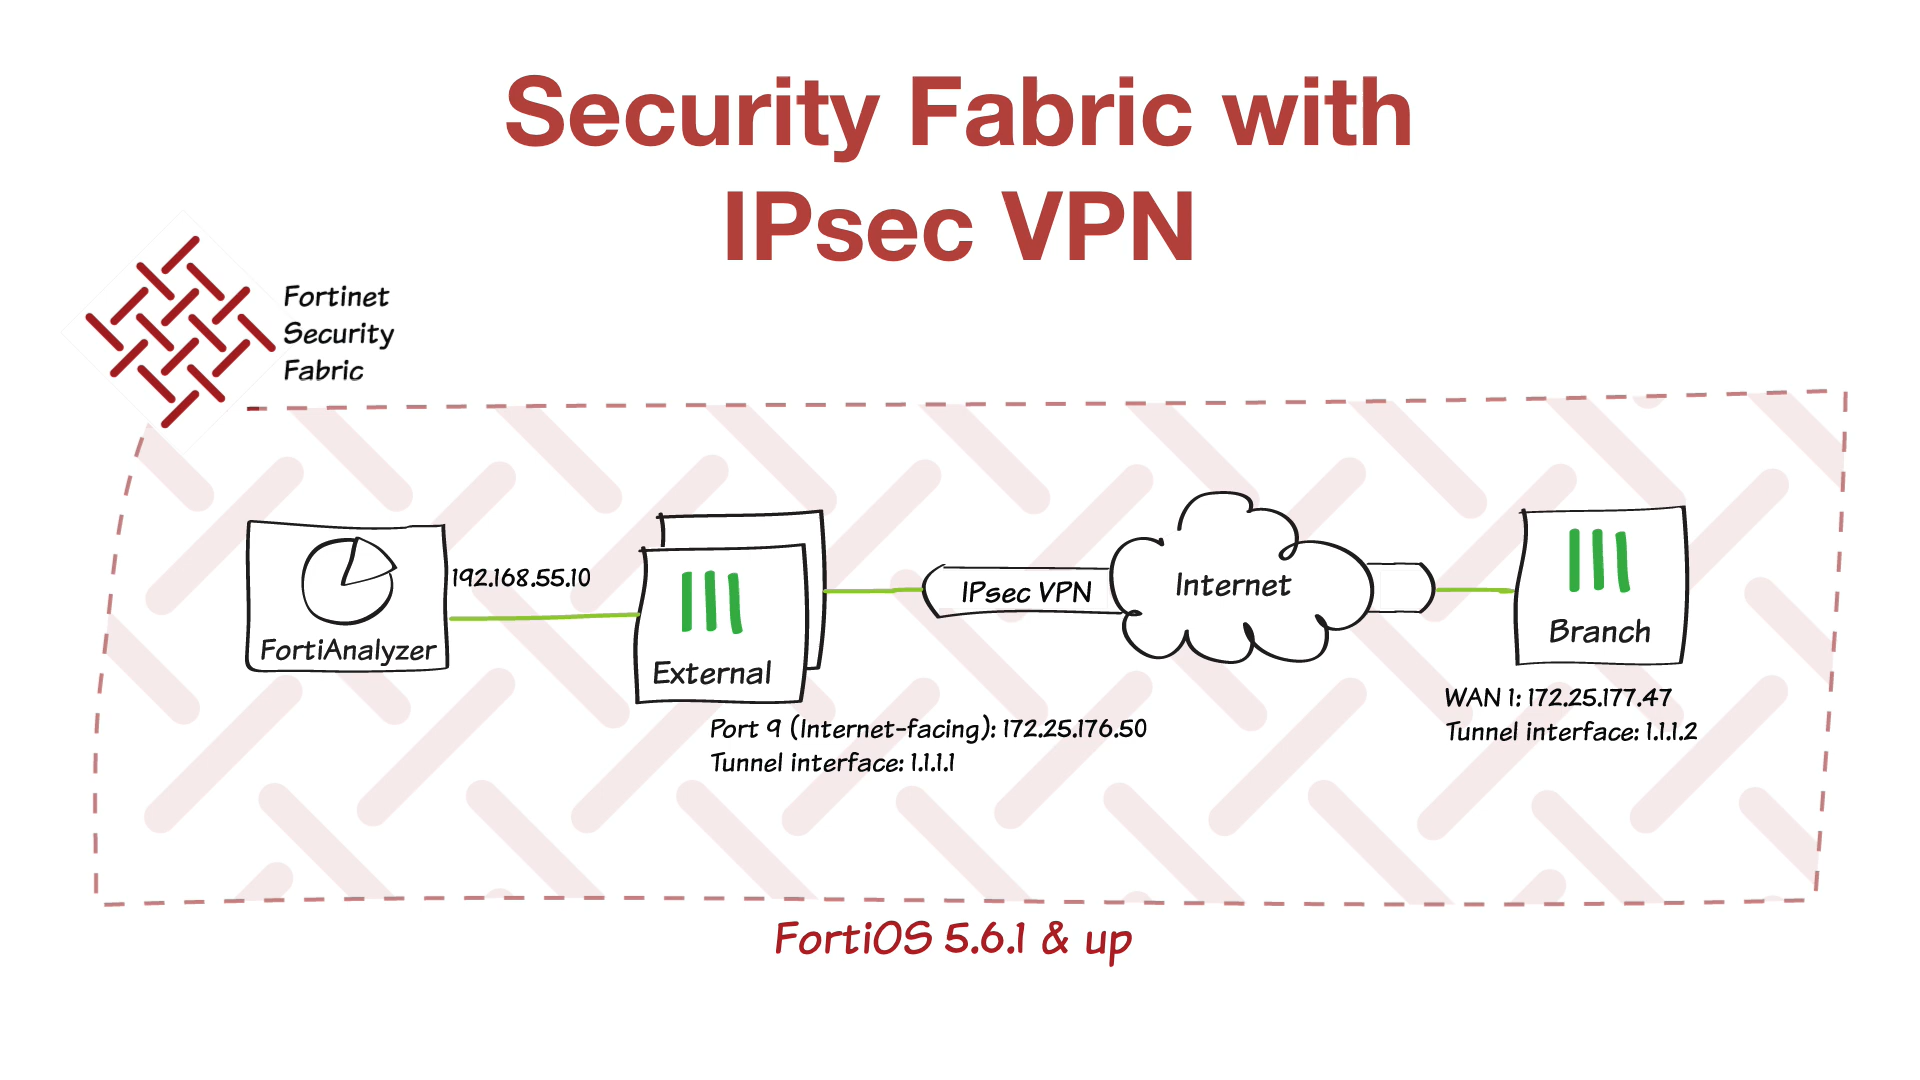 Security Fabric with
IPsec VPN
Fortinet
Security
Fabric
192.168.55.10
FortiAnalyzer
External
IPsec VPN
Internet
Branch
Port 9 (Internet-facing): 172.25.176.50
Tunnel interface: 1.1.1.1
WAN 1: 172.25.177.47
Tunnel interface: 1.1.1.2
FortiOS 5.6.1 & up